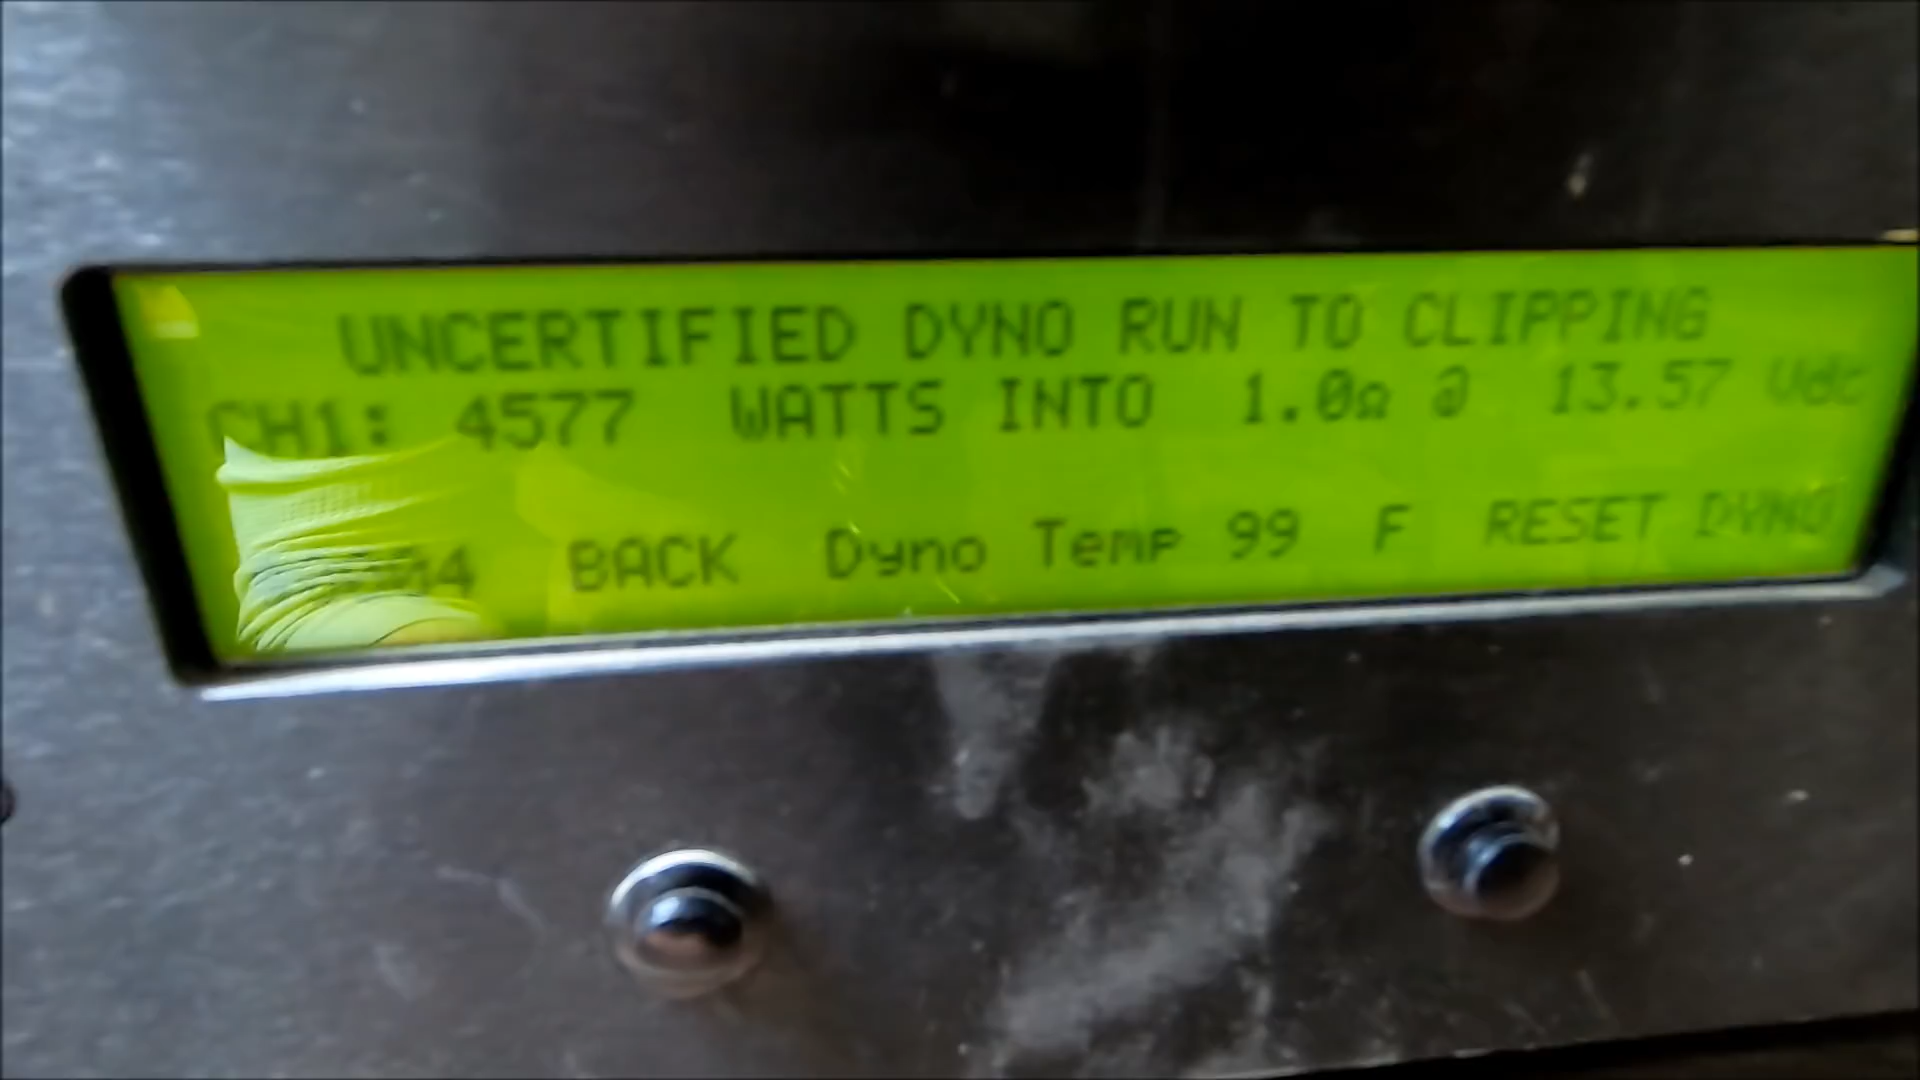 UNCERTIFIED DYNO RUN TO CLIPPING
CH1: 4577 WATTS INTO 1.0Ω @ 13.57 Vdc
BACK Dyno Temp 99 F RESET DYNO